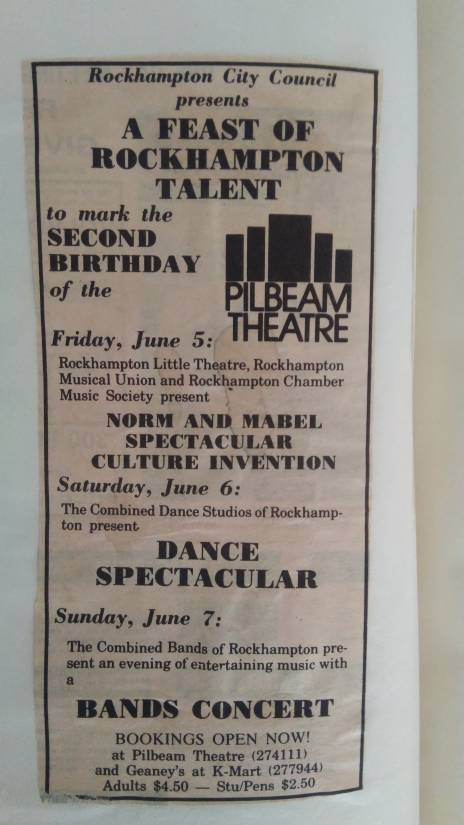 Rockhampton City Council
presents
A FEAST OF
ROCKHAMPTON
TALENT
to mark the
SECOND
BIRTHDAY
of the
PILBEAM
THEATRE
Friday, June 5:
Rockhampton Little Theatre, Rockhampton
Musical Union and Rockhampton Chamber
Music Society present
NORM AND MABEL
SPECTACULAR
CULTURE INVENTION
Saturday, June 6:
The Combined Dance Studios of Rockhamp-
ton present
DANCE
SPECTACULAR
Sunday, June 7:
The Combined Bands of Rockhampton pre-
sent an evening of entertaining music with
a
BANDS CONCERT
BOOKINGS OPEN NOW!
at Pilbeam Theatre (274111)
and Geaney's at K-Mart (277944)
Adults $4.50 — Stu/Pens $2.50